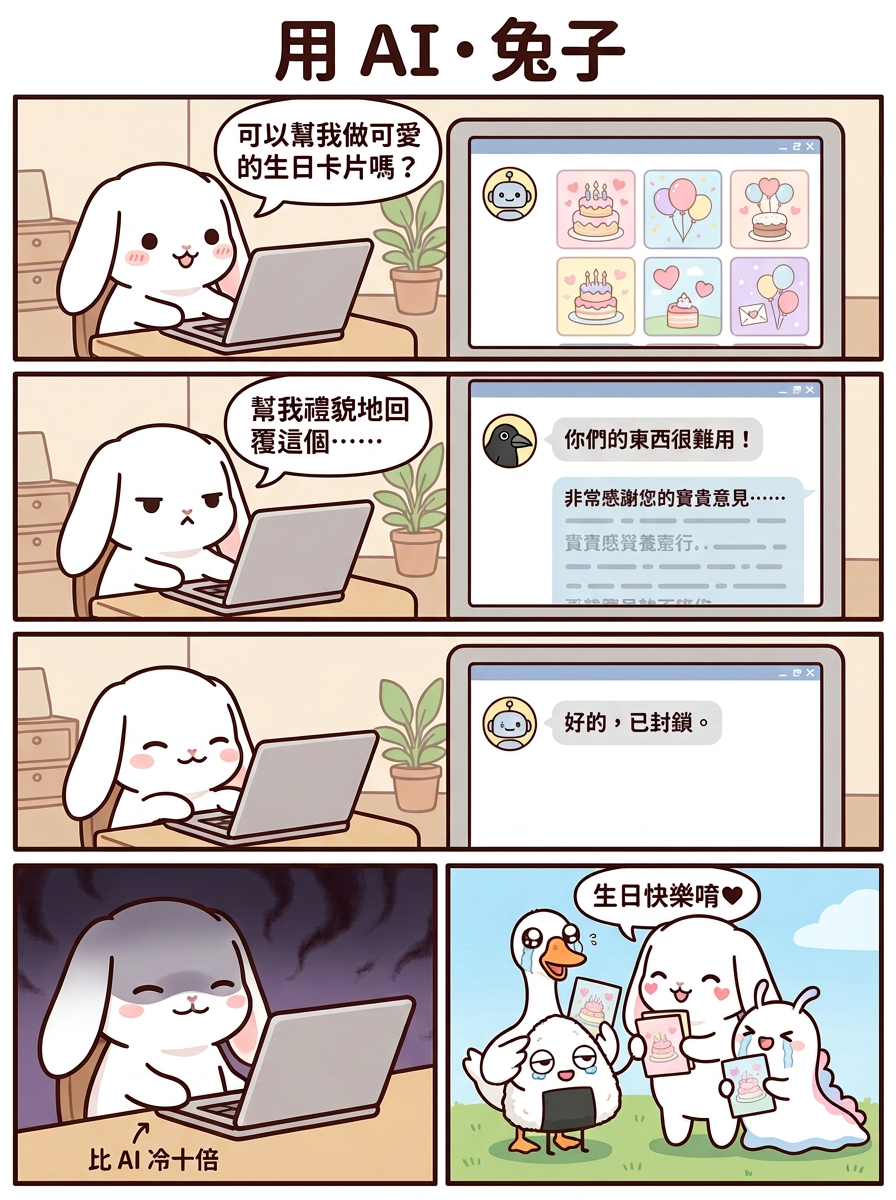 用 AI・兔子
可以幫我做可愛
的生日卡片嗎？
幫我禮貌地回
覆這個⋯⋯
你們的東西很難用！
非常感謝您的寶貴意見⋯⋯
好的，已封鎖。
比 AI 冷十倍
生日快樂唷♥